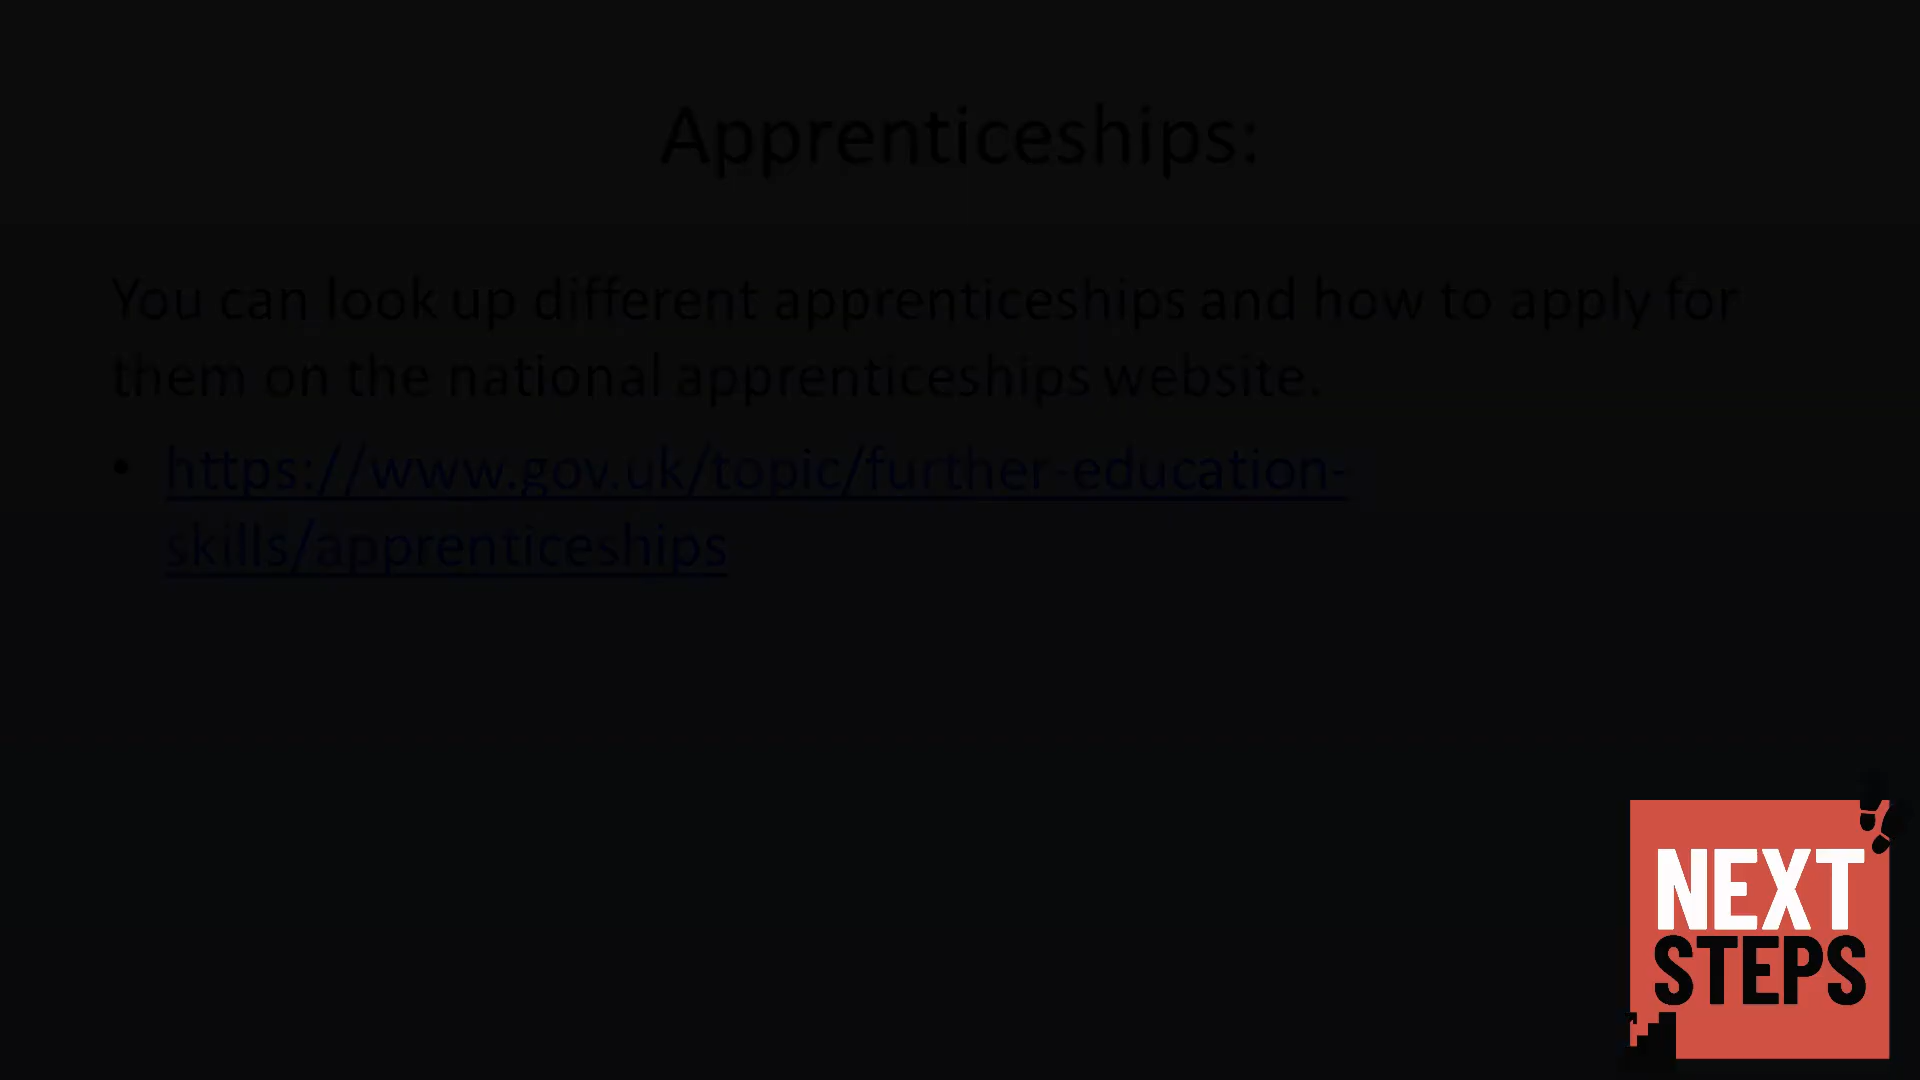 Apprenticeships:
You can look up different apprenticeships and how to apply for
them on the national apprenticeships website.
• https://www.gov.uk/topic/further-education-
skills/apprenticeships
NEXT
STEPS